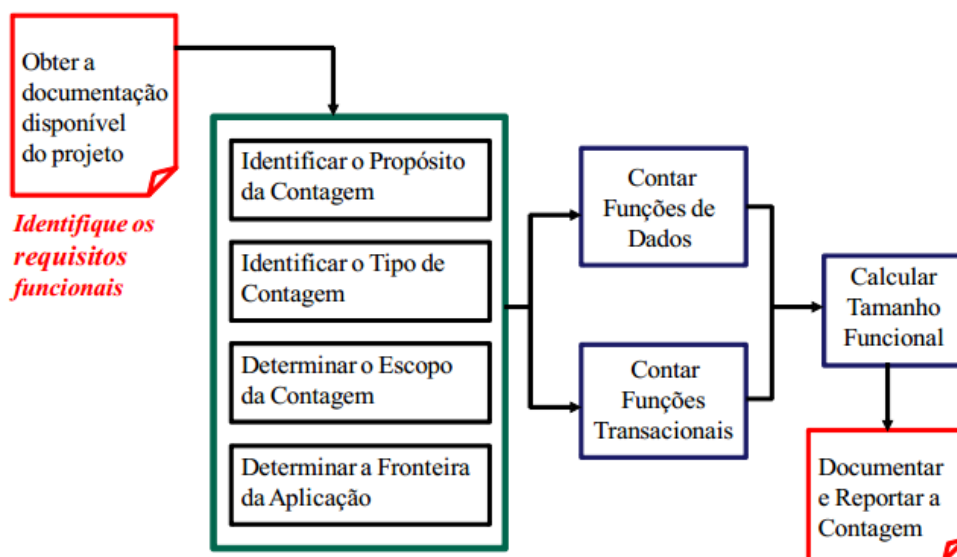 Obter a
documentação
disponível
do projeto
Identifique os
requisitos
funcionais
Identificar o Propósito
da Contagem
Identificar o Tipo de
Contagem
Determinar o Escopo
da Contagem
Determinar a Fronteira
da Aplicação
Contar
Funções de
Dados
Contar
Funções
Transacionais
Calcular
Tamanho
Funcional
Documentar
e Reportar a
Contagem